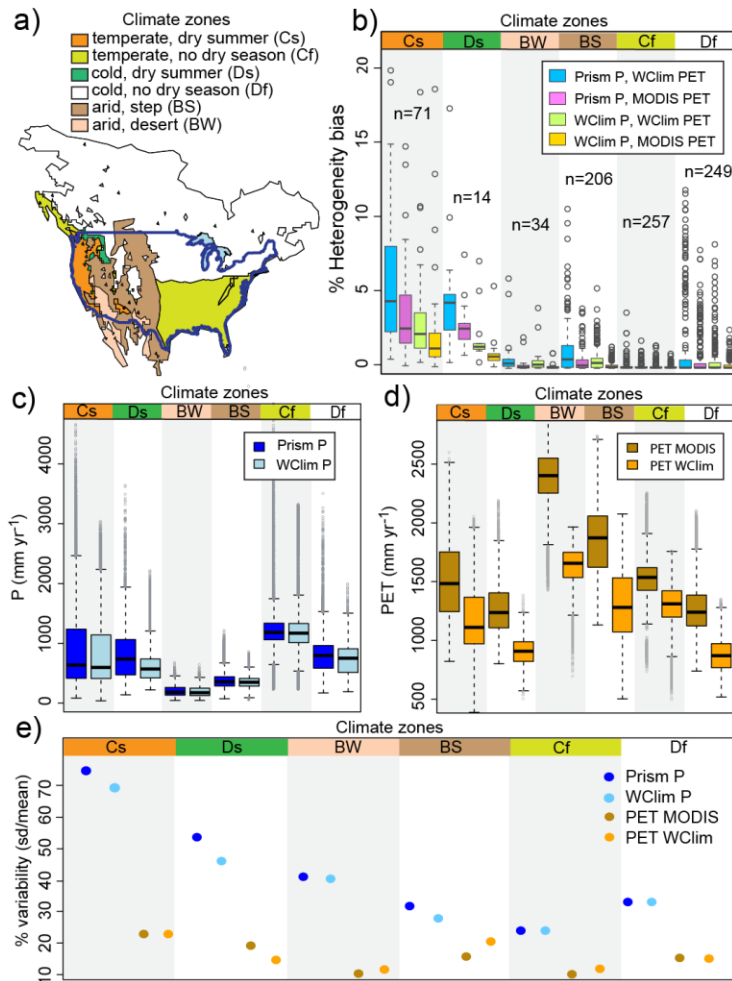 a)
Climate zones
temperate, dry summer (Cs)
temperate, no dry season (Cf)
cold, dry summer (Ds)
cold, no dry season (Df)
arid, step (BS)
arid, desert (BW)
b)
Climate zones
Cs Ds BW BS Cf Df
% Heterogeneity bias
20
15
10
5
0
Prism P, WClim PET
Prism P, MODIS PET
WClim P, WClim PET
WClim P, MODIS PET
n=71
n=14
n=34
n=206
n=257
n=249
c)
Climate zones
Cs Ds BW BS Cf Df
P (mm yr-1)
4000
3000
2000
1000
0
Prism P
WClim P
d)
Climate zones
Cs Ds BW BS Cf Df
PET (mm yr-1)
2500
2000
1500
1000
500
PET MODIS
PET WClim
e)
Climate zones
Cs Ds BW BS Cf Df
% variability (sd/mean)
70
60
50
40
30
20
10
Prism P
WClim P
PET MODIS
PET WClim